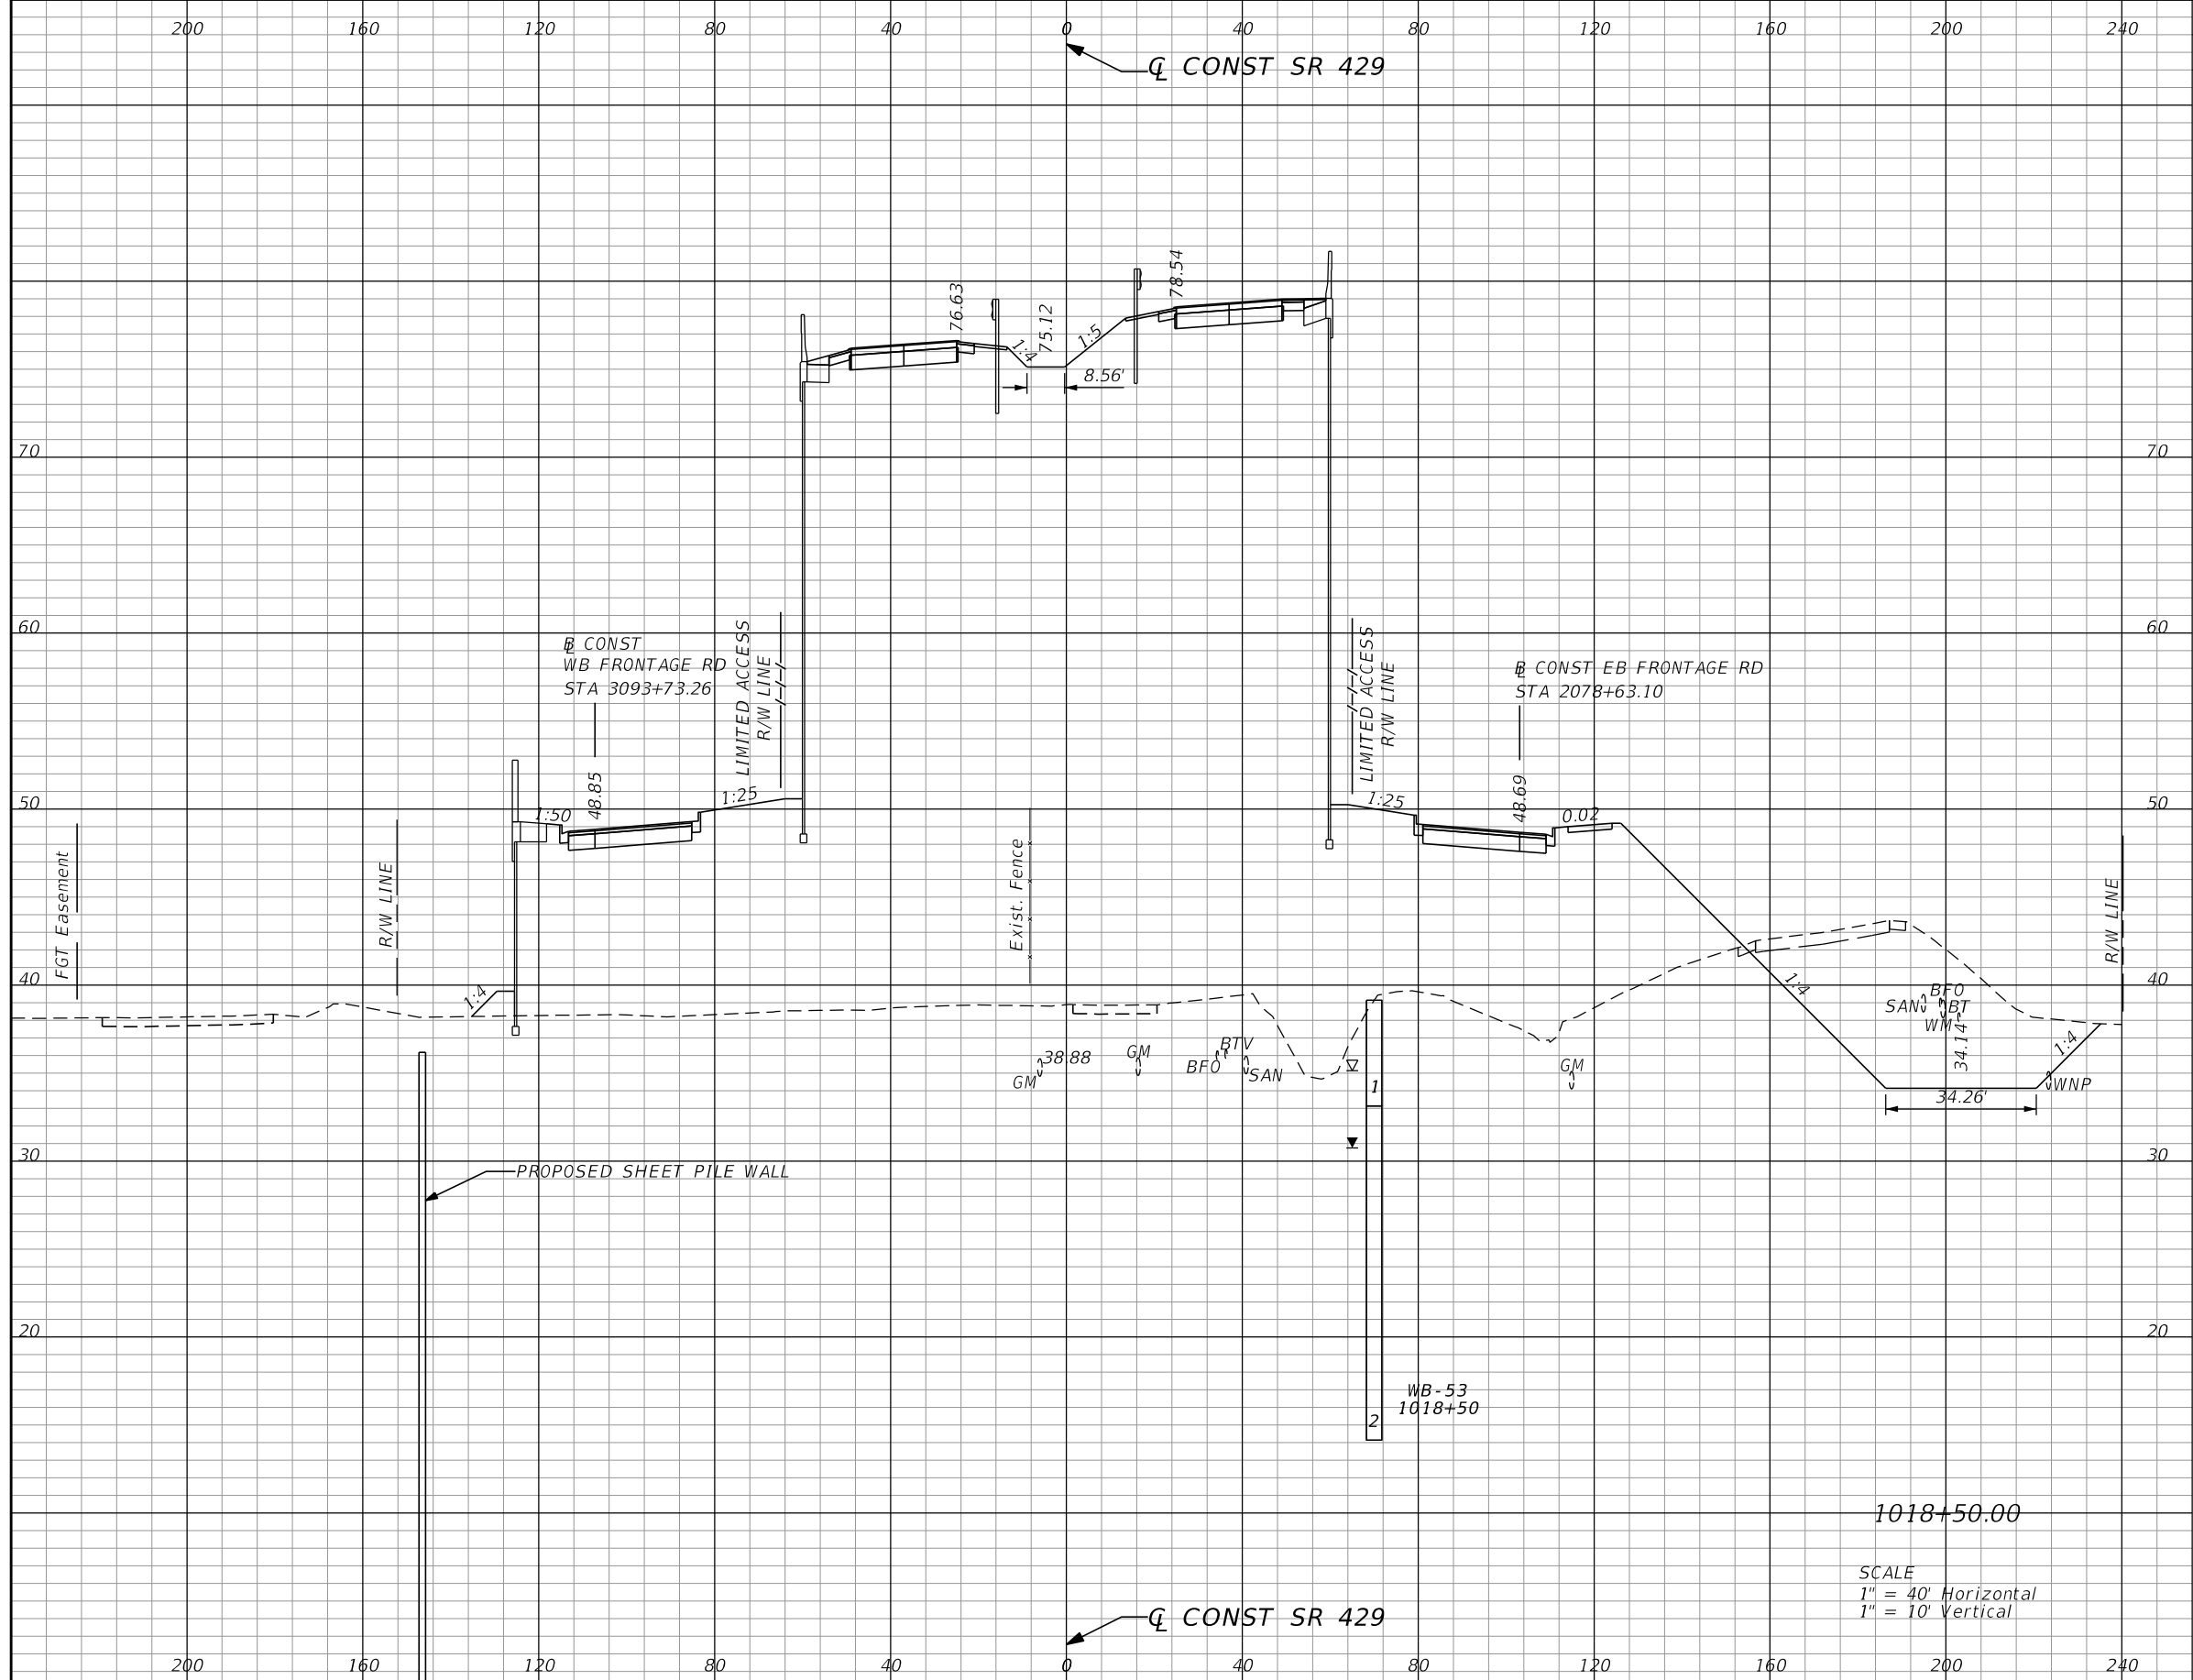 200 160 120 80 40 0 40 80 120 160 200 240
℄ CONST SR 429
78.54
76.63
75.12
1:4
1:5
8.56'
70 70
60 60
℄ CONST
WB FRONTAGE RD
STA 3093+73.26
LIMITED ACCESS
R/W LINE
LIMITED ACCESS
R/W LINE
B CONST EB FRONTAGE RD
STA 2078+63.10
50 50
1:50
48.85
1:25
1:25
48.69
0.02
FGT Easement
R/W LINE
Exist. Fence
R/W LINE
40 40
1:4
1:4
BFO
SAN
BT
WM
34.14
1:4
GM
38.88
GM
BFO
BTV
SAN
GM
WNP
34.26'
1
30 30
PROPOSED SHEET PILE WALL
20 20
WB-53
1018+50
2
1018+50.00
SCALE
1" = 40' Horizontal
1" = 10' Vertical
℄ CONST SR 429
200 160 120 80 40 0 40 80 120 160 200 240